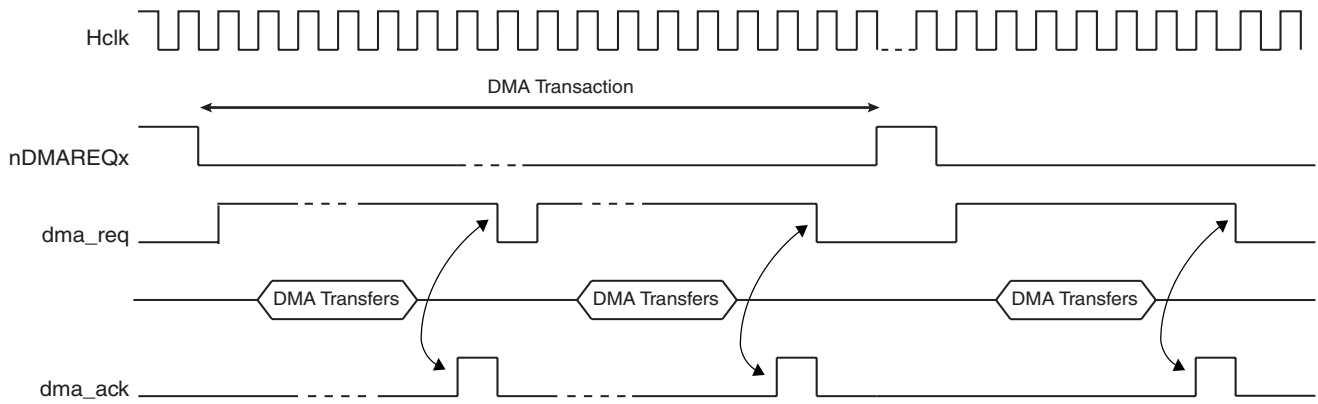 Hclk
DMA Transaction
nDMAREQx
dma_req
DMA Transfers
DMA Transfers
DMA Transfers
dma_ack